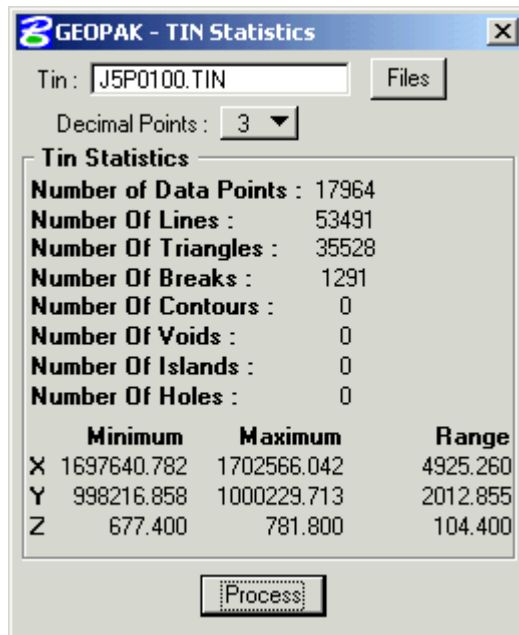 GEOPAK - TIN Statistics
Tin : J5P0100.TIN Files
Decimal Points : 3
Tin Statistics
Number of Data Points : 17964
Number Of Lines : 53491
Number Of Triangles : 35528
Number Of Breaks : 1291
Number Of Contours : 0
Number Of Voids : 0
Number Of Islands : 0
Number Of Holes : 0
Minimum Maximum Range
X 1697640.782 1702566.042 4925.260
Y 998216.858 1000229.713 2012.855
Z 677.400 781.800 104.400
Process